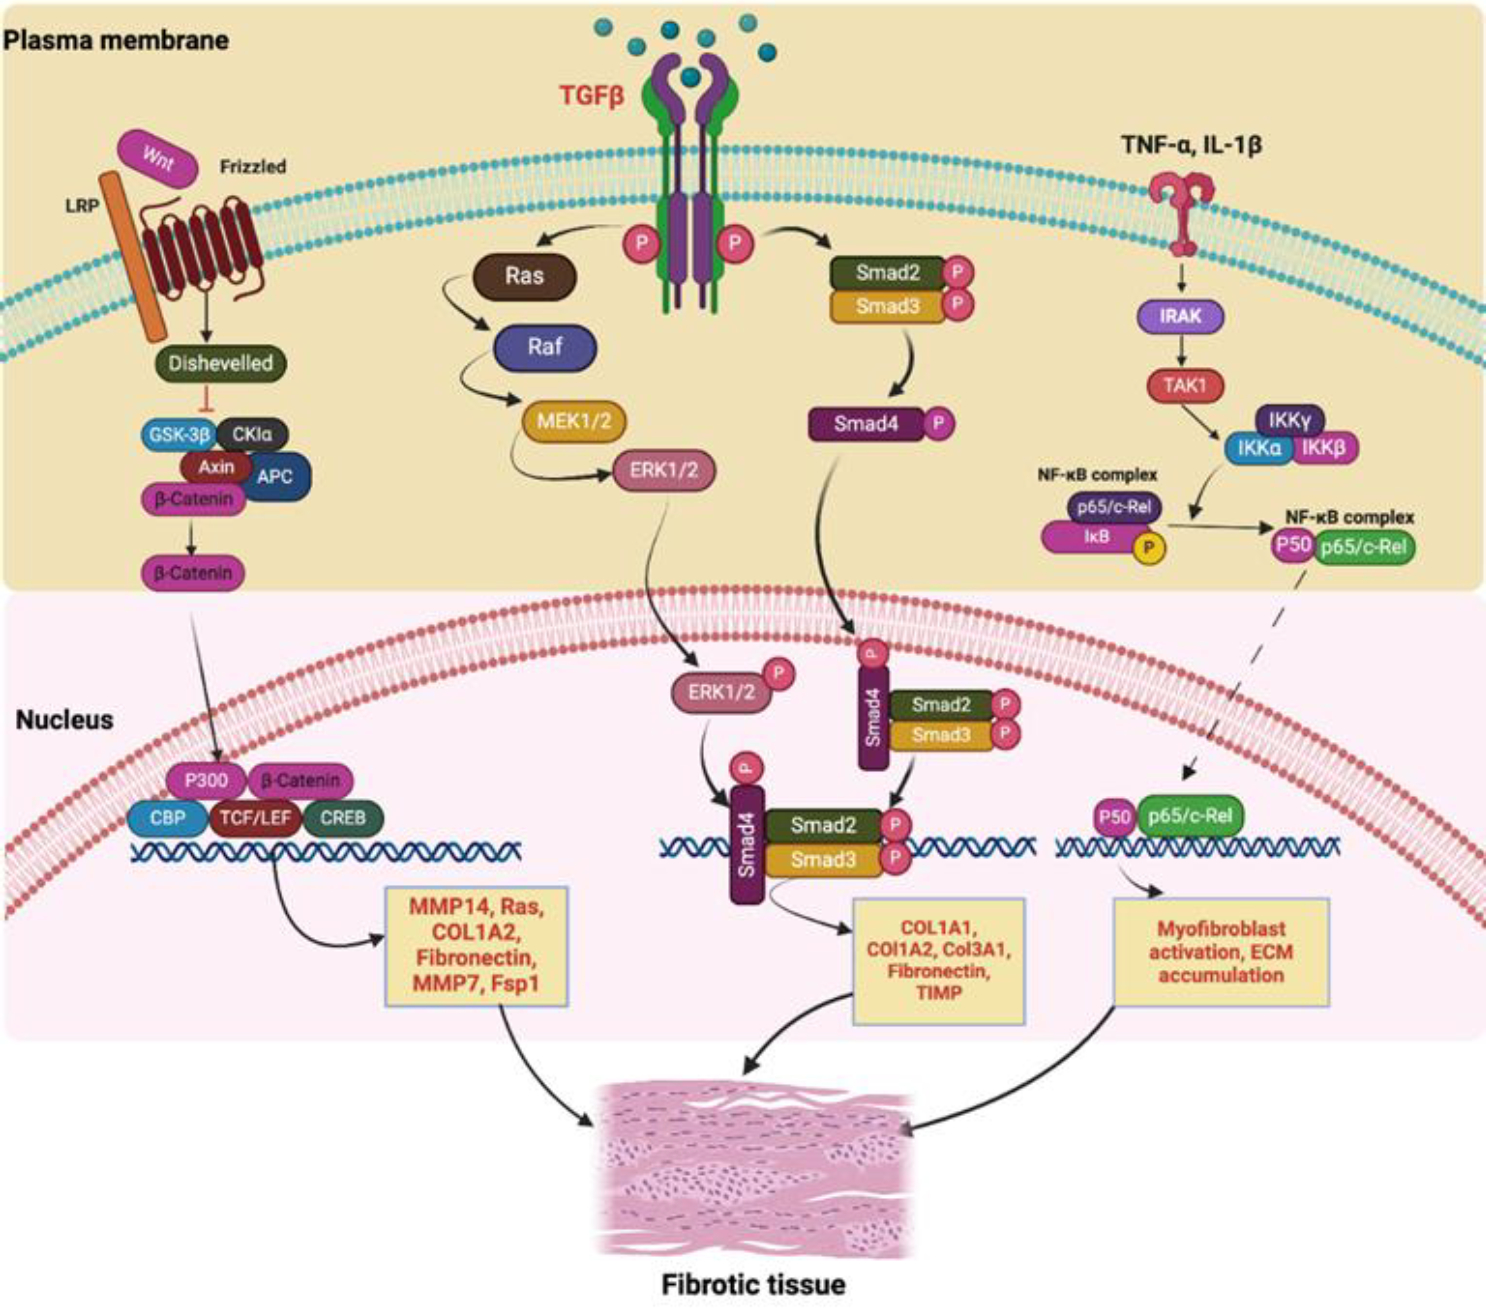 Plasma membrane
TGFβ
TNF-α, IL-1β
Wnt
Frizzled
LRP
Dishevelled
GSK-3β
CKIα
Axin
APC
β-Catenin
β-Catenin
P
P
Ras
Raf
MEK1/2
ERK1/2
Smad2
P
Smad3
P
Smad4
P
IRAK
TAK1
IKKγ
IKKα
IKKβ
NF-κB complex
p65/c-Rel
IκB
P
NF-κB complex
P50
p65/c-Rel
Nucleus
P300
β-Catenin
CBP
TCF/LEF
CREB
ERK1/2
P
P
Smad4
Smad2
P
Smad3
P
P
Smad4
Smad2
P
Smad3
P
P50
p65/c-Rel
MMP14, Ras,
COL1A2,
Fibronectin,
MMP7, Fsp1
COL1A1,
COl1A2, Col3A1,
Fibronectin,
TIMP
Myofibroblast
activation, ECM
accumulation
Fibrotic tissue